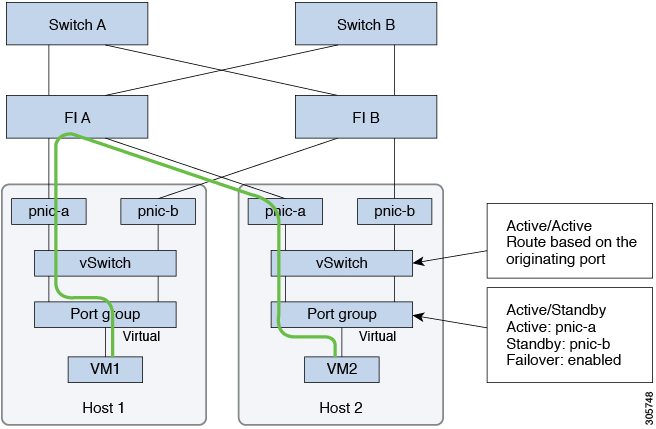 Switch A
Switch B
FI A
FI B
pnic-a
pnic-b
pnic-a
pnic-b
vSwitch
vSwitch
Port group
Port group
Virtual
Virtual
VM1
VM2
Host 1
Host 2
Active/Active
Route based on the
originating port
Active/Standby
Active: pnic-a
Standby: pnic-b
Failover: enabled
305748